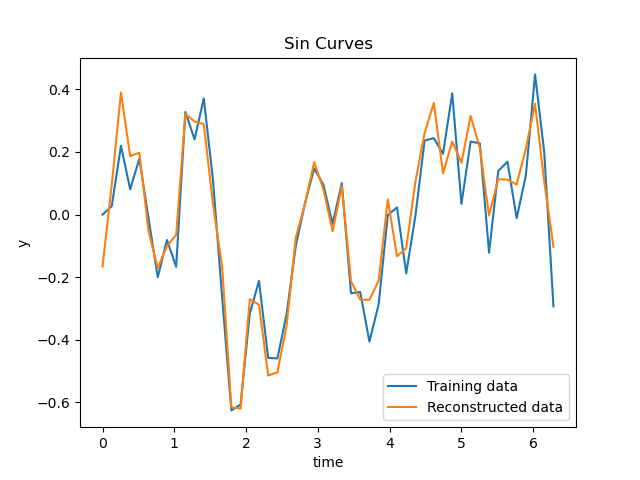 Sin Curves
y
0.4
0.2
0.0
−0.2
−0.4
−0.6
0 1 2 3 4 5 6
time
Training data
Reconstructed data